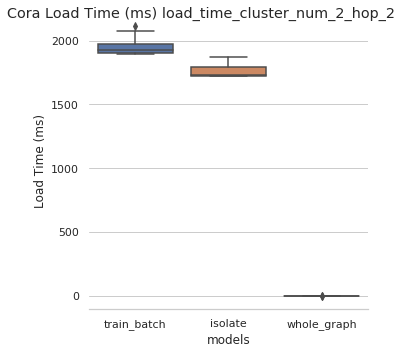 Cora Load Time (ms) load_time_cluster_num_2_hop_2
2000
1500
1000
500
0
Load Time (ms)
train_batch isolate whole_graph
models